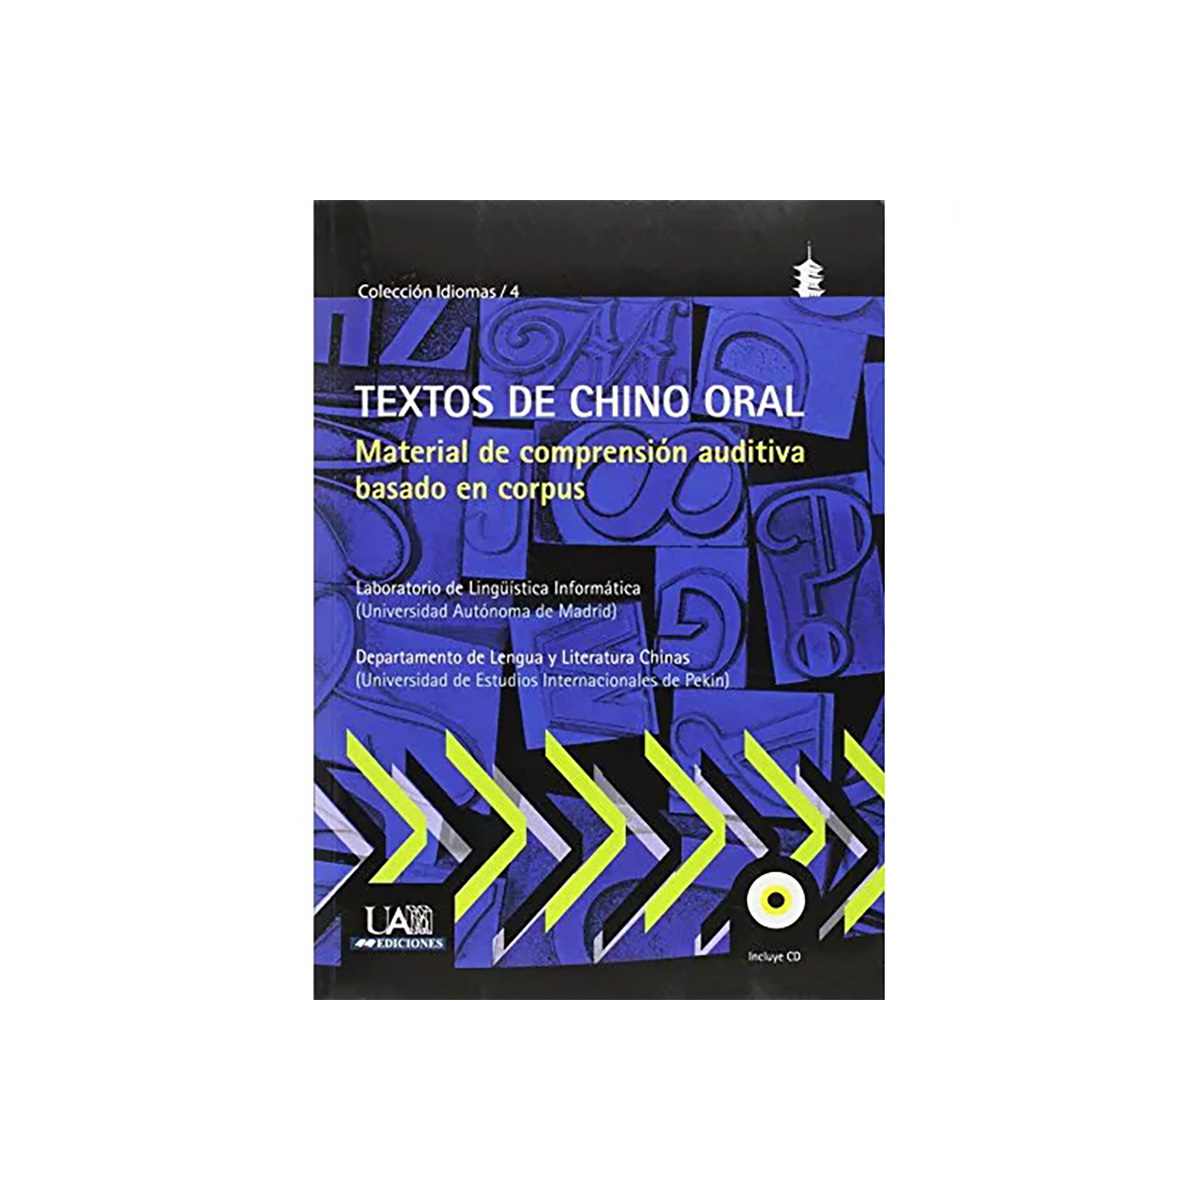 Colección Idiomas / 4
TEXTOS DE CHINO ORAL
Material de comprensión auditiva
basado en corpus
Laboratorio de Lingüística Informática
(Universidad Autónoma de Madrid)
Departamento de Lengua y Literatura Chinas
(Universidad de Estudios Internacionales de Pekín)
UAM
EDICIONES
Incluye CD